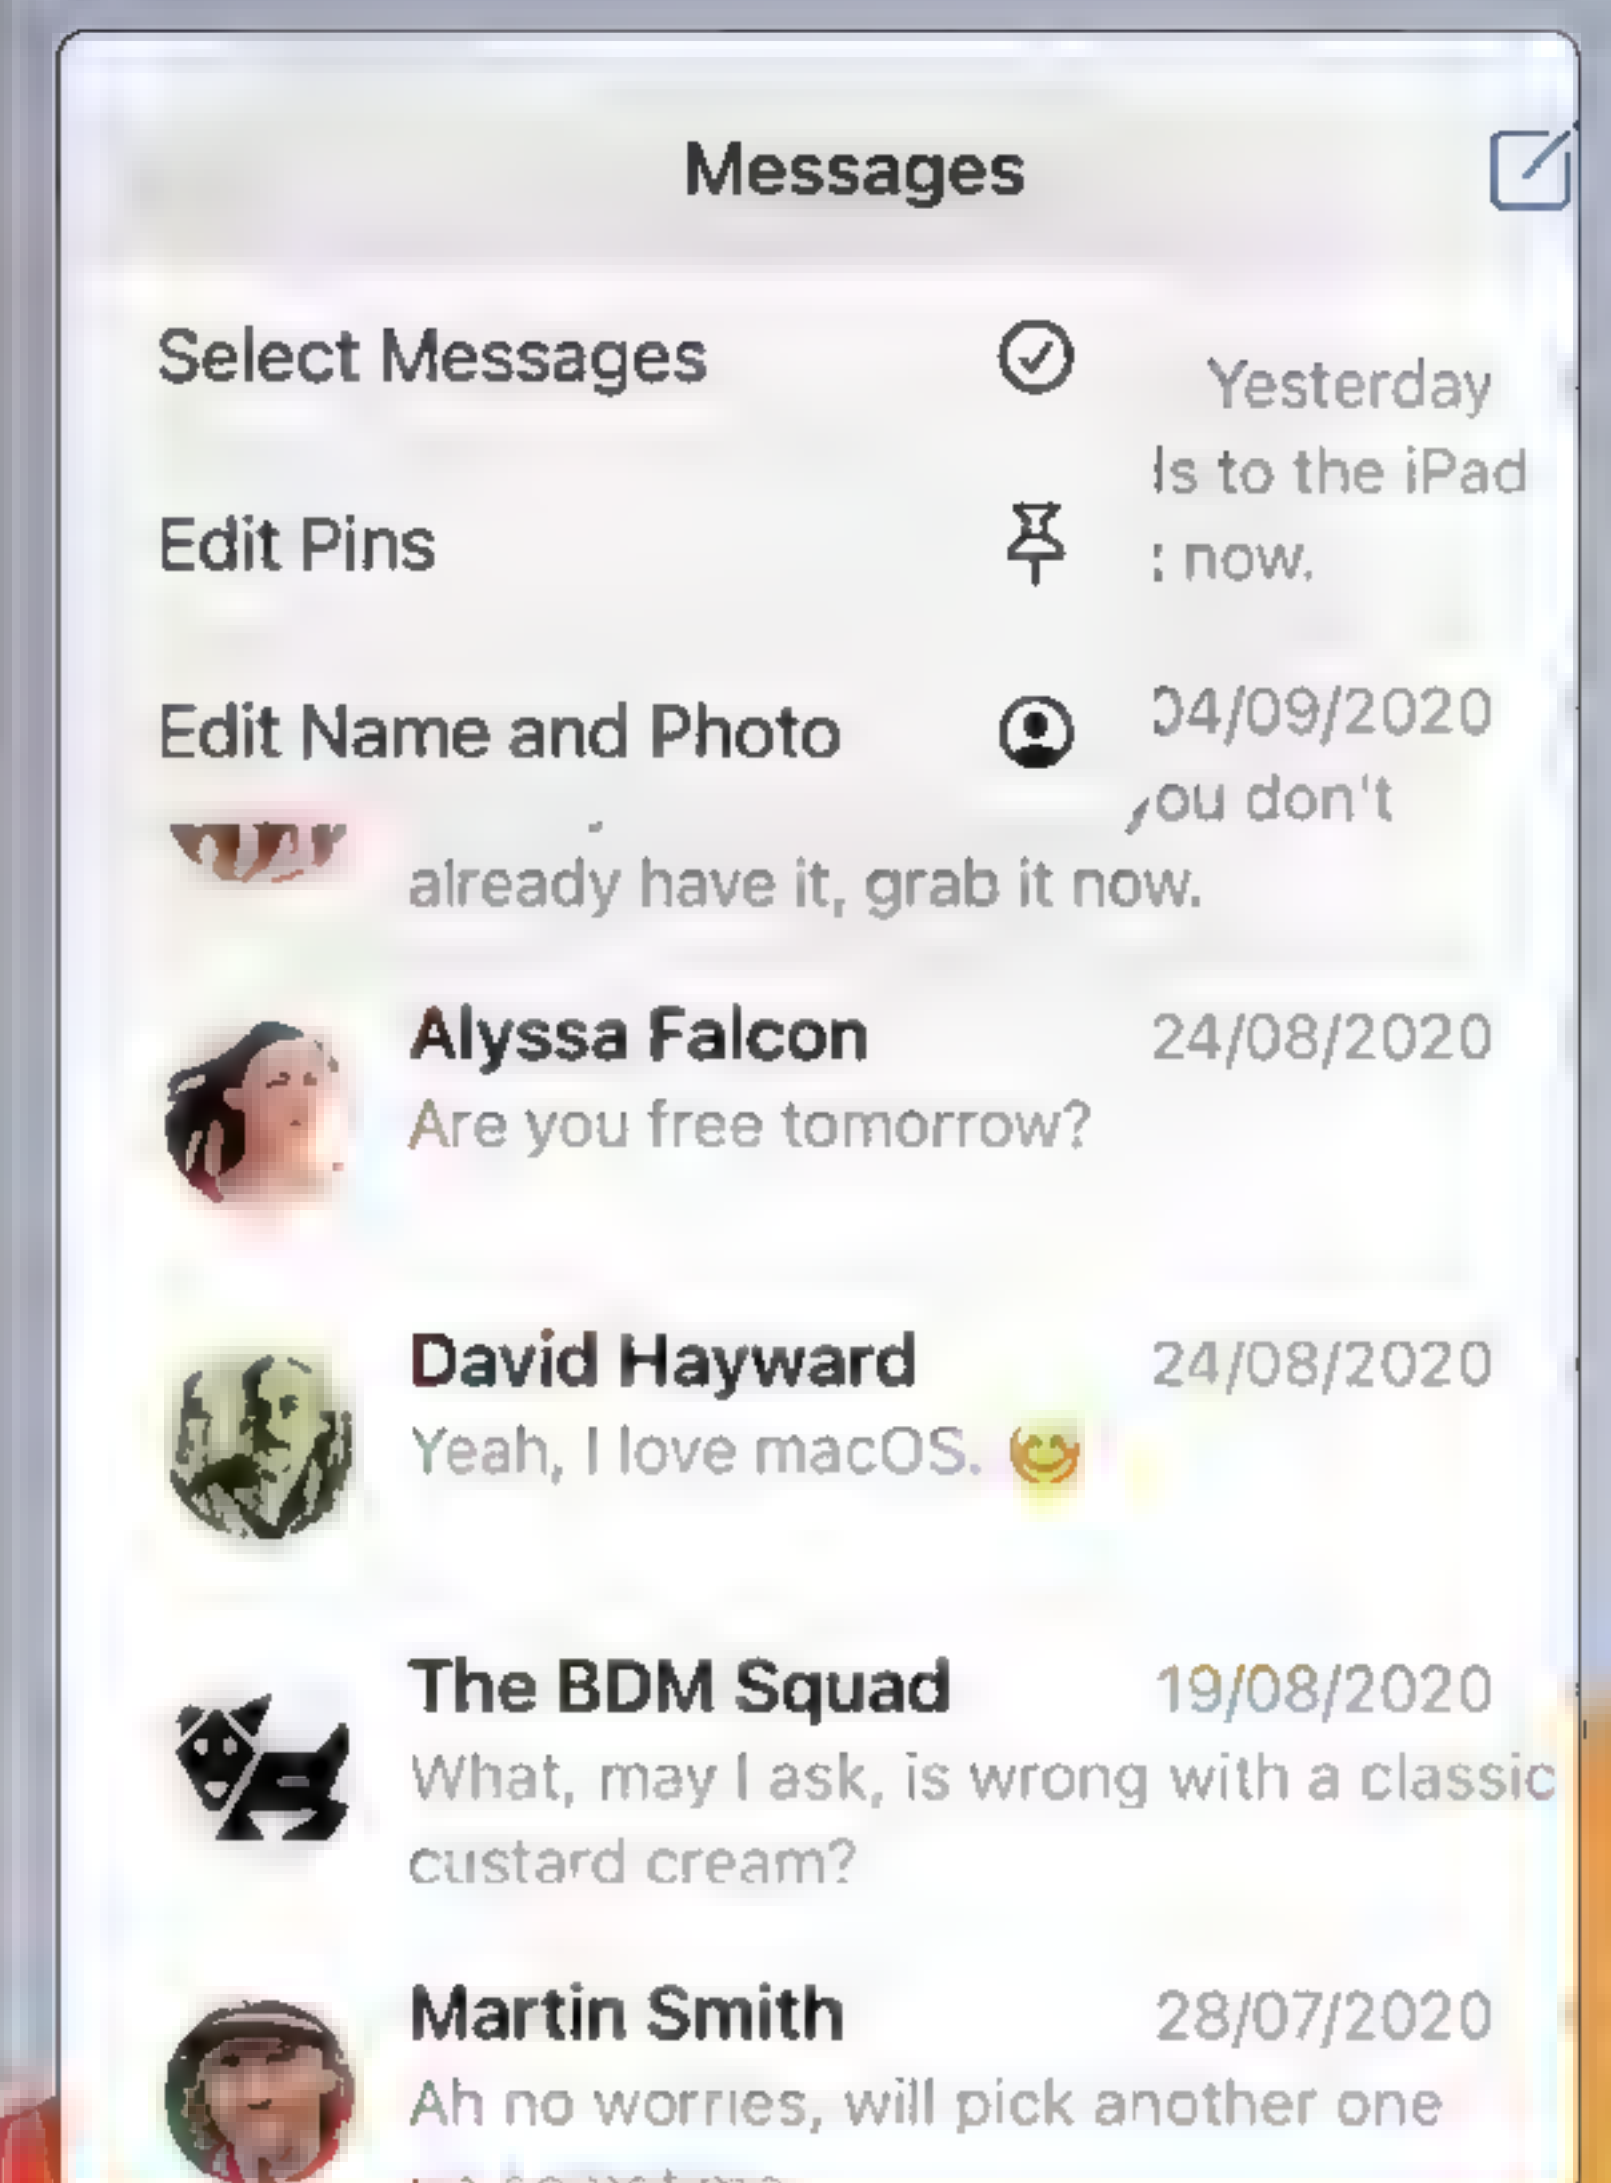 Messages
Select Messages
Yesterday
to the iPad
Edit Pins
now.
Edit Name and Photo
04/09/2020
you don't
already have it, grab it now.
Alyssa Falcon
24/08/2020
Are you free tomorrow?
David Hayward
24/08/2020
Yeah, I love macOS. 😊
The BDM Squad
19/08/2020
What, may I ask, is wrong with a classic
custard cream?
Martin Smith
28/07/2020
Ah no worries, will pick another one